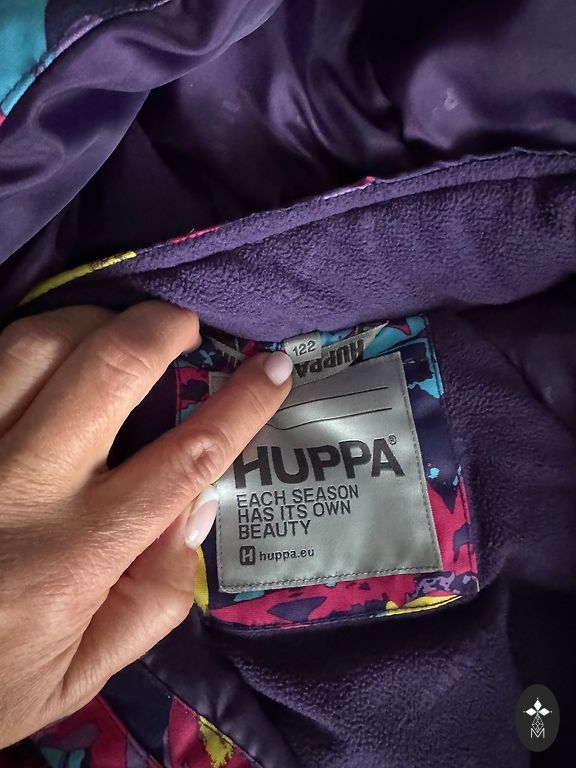 122
HUPPA
HUPPA®
EACH SEASON
HAS ITS OWN
BEAUTY
H huppa.eu
M